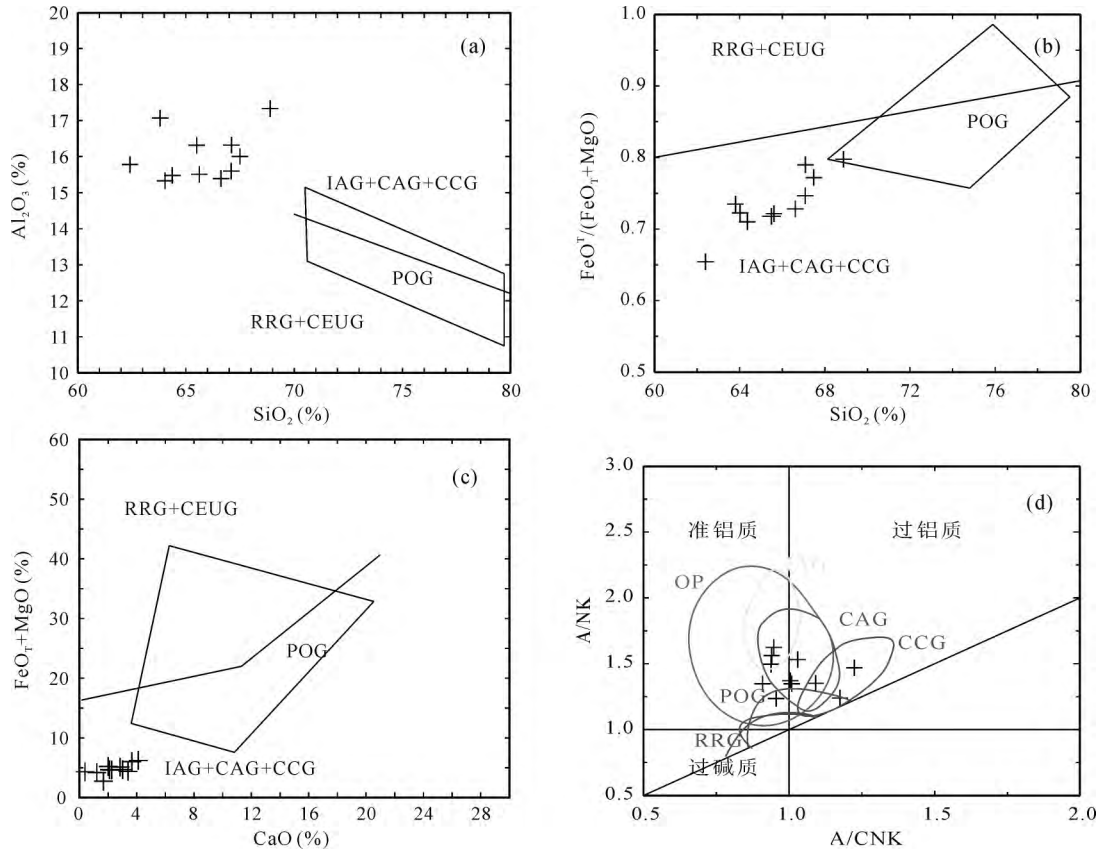 20
19
18
17
16
15
14
13
12
11
10
Al₂O₃ (%)
(a)
IAG+CAG+CCG
POG
RRG+CEUG
60 65 70 75 80
SiO₂ (%)
1.0
0.9
0.8
0.7
0.6
0.5
FeOᵀ/(FeO_T+MgO)
(b)
RRG+CEUG
POG
IAG+CAG+CCG
60 64 68 72 76 80
SiO₂ (%)
60
50
40
30
20
10
0
FeO_T+MgO (%)
(c)
RRG+CEUG
POG
IAG+CAG+CCG
0 4 8 12 16 20 24 28
CaO (%)
3.0
2.5
2.0
1.5
1.0
0.5
A/NK
(d)
准铝质 过铝质
OP
CAG
CCG
POG
RRG
过碱质
0.5 1.0 1.5 2.0
A/CNK